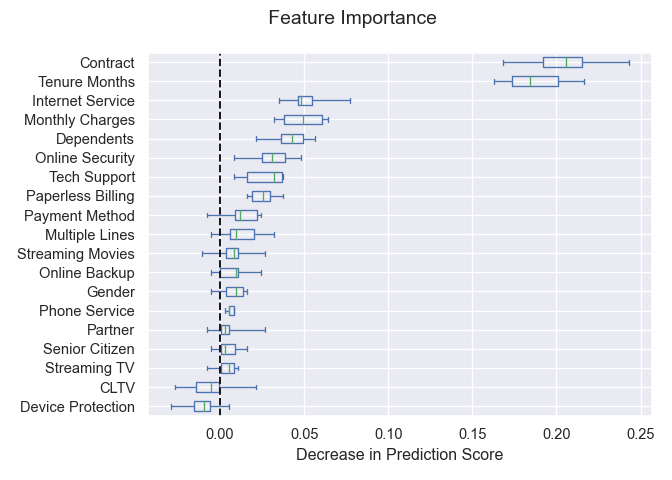 Feature Importance
Contract
Tenure Months
Internet Service
Monthly Charges
Dependents
Online Security
Tech Support
Paperless Billing
Payment Method
Multiple Lines
Streaming Movies
Online Backup
Gender
Phone Service
Partner
Senior Citizen
Streaming TV
CLTV
Device Protection
0.00 0.05 0.10 0.15 0.20 0.25
Decrease in Prediction Score